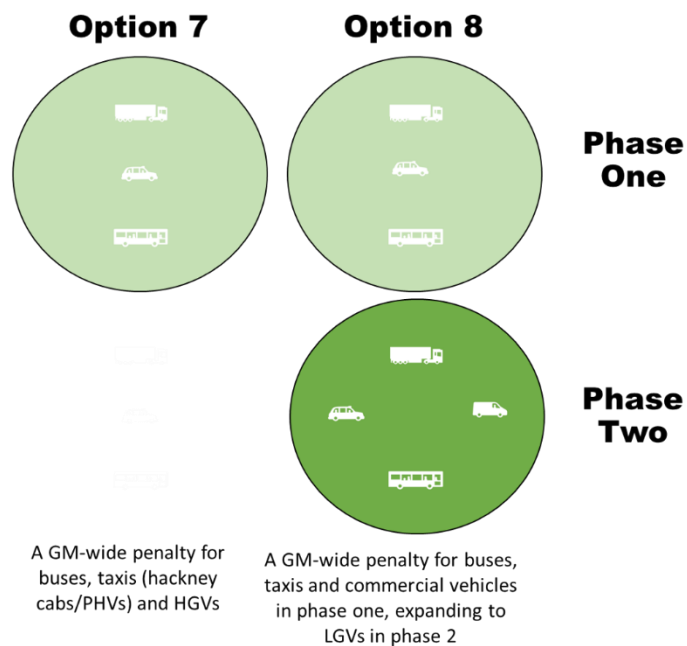 Option 7
Option 8
Phase
One
Phase
Two
A GM-wide penalty for
buses, taxis (hackney
cabs/PHVs) and HGVs
A GM-wide penalty for buses,
taxis and commercial vehicles
in phase one, expanding to
LGVs in phase 2